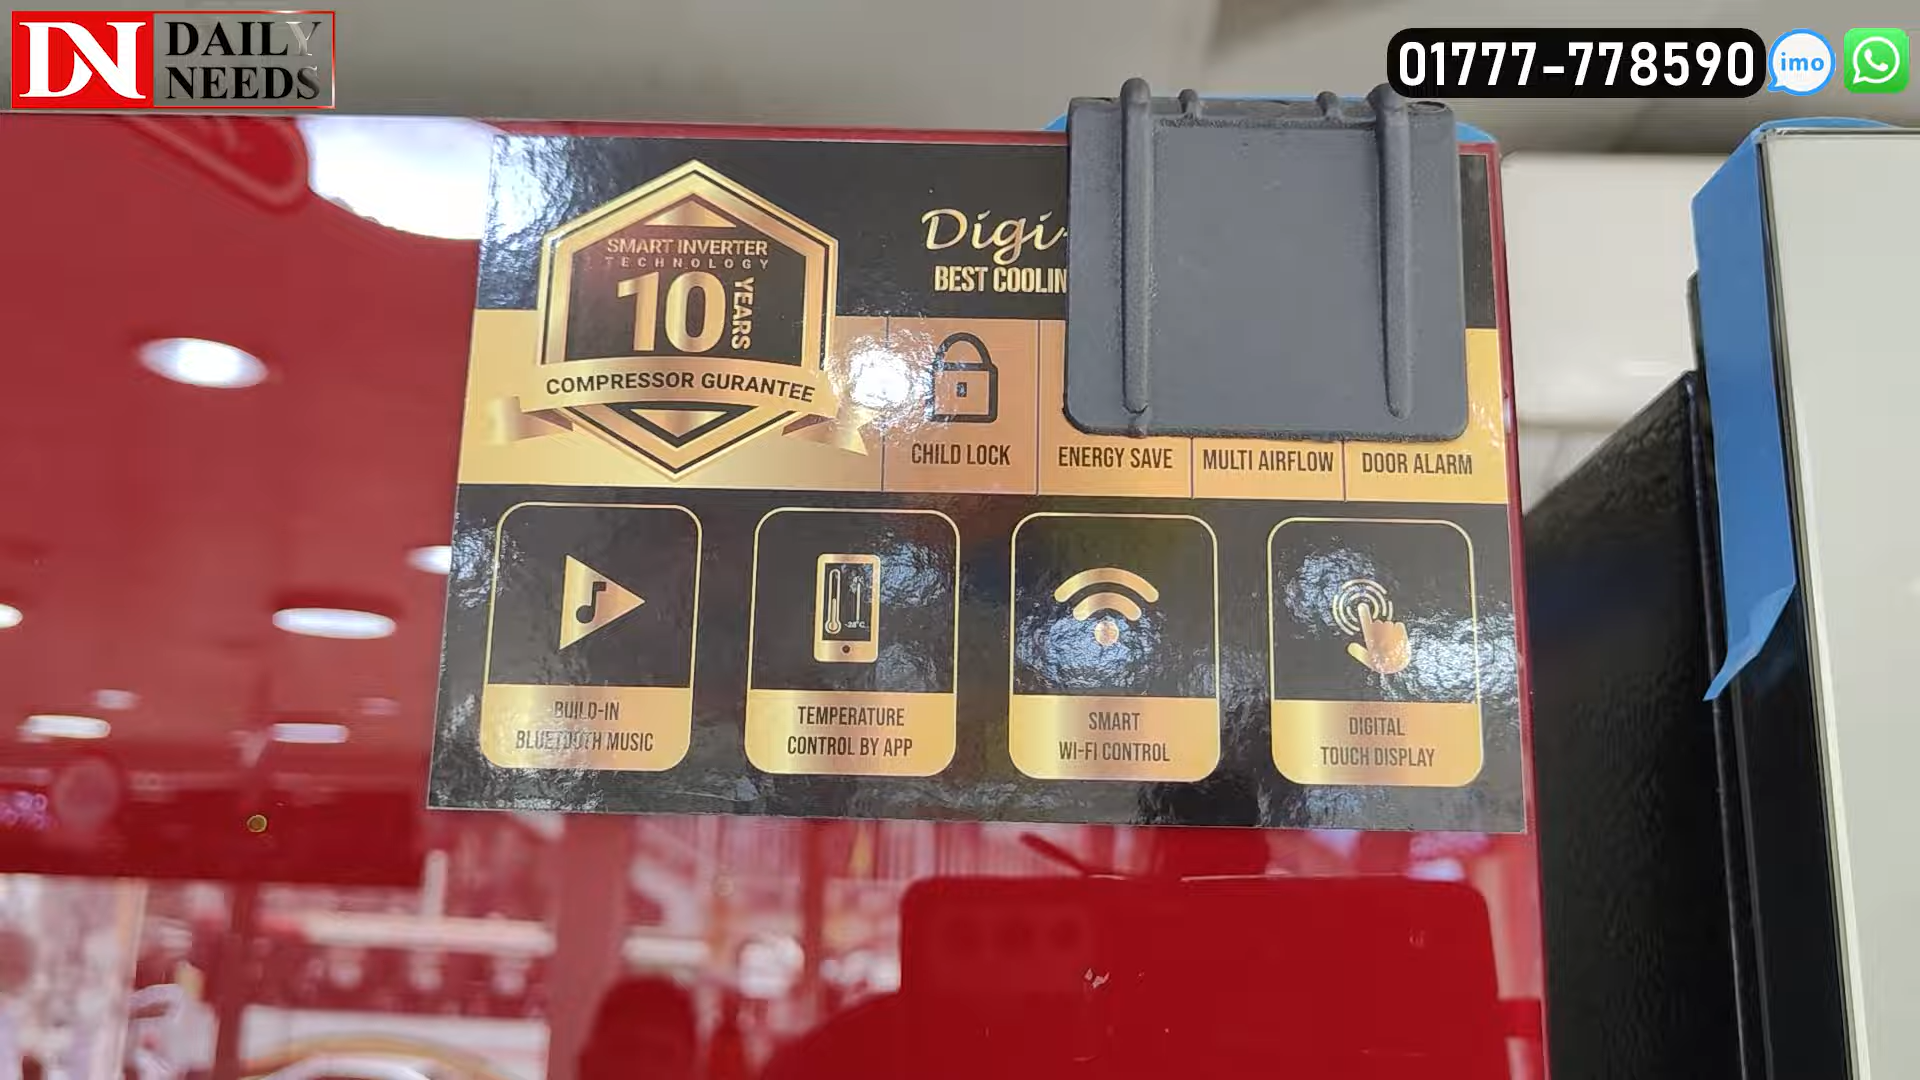 DN DAILY NEEDS
01777-778590 imo
SMART INVERTER
TECHNOLOGY
10 YEARS
COMPRESSOR GURANTEE
Digi-
BEST
CHILD LOCK
ENERGY SAVE
MULTI AIRFLOW
DOOR ALARM
-28°C
BUILD-IN
BLUETOOTH MUSIC
TEMPERATURE
CONTROL BY APP
SMART
WI-FI CONTROL
DIGITAL
TOUCH DISPLAY